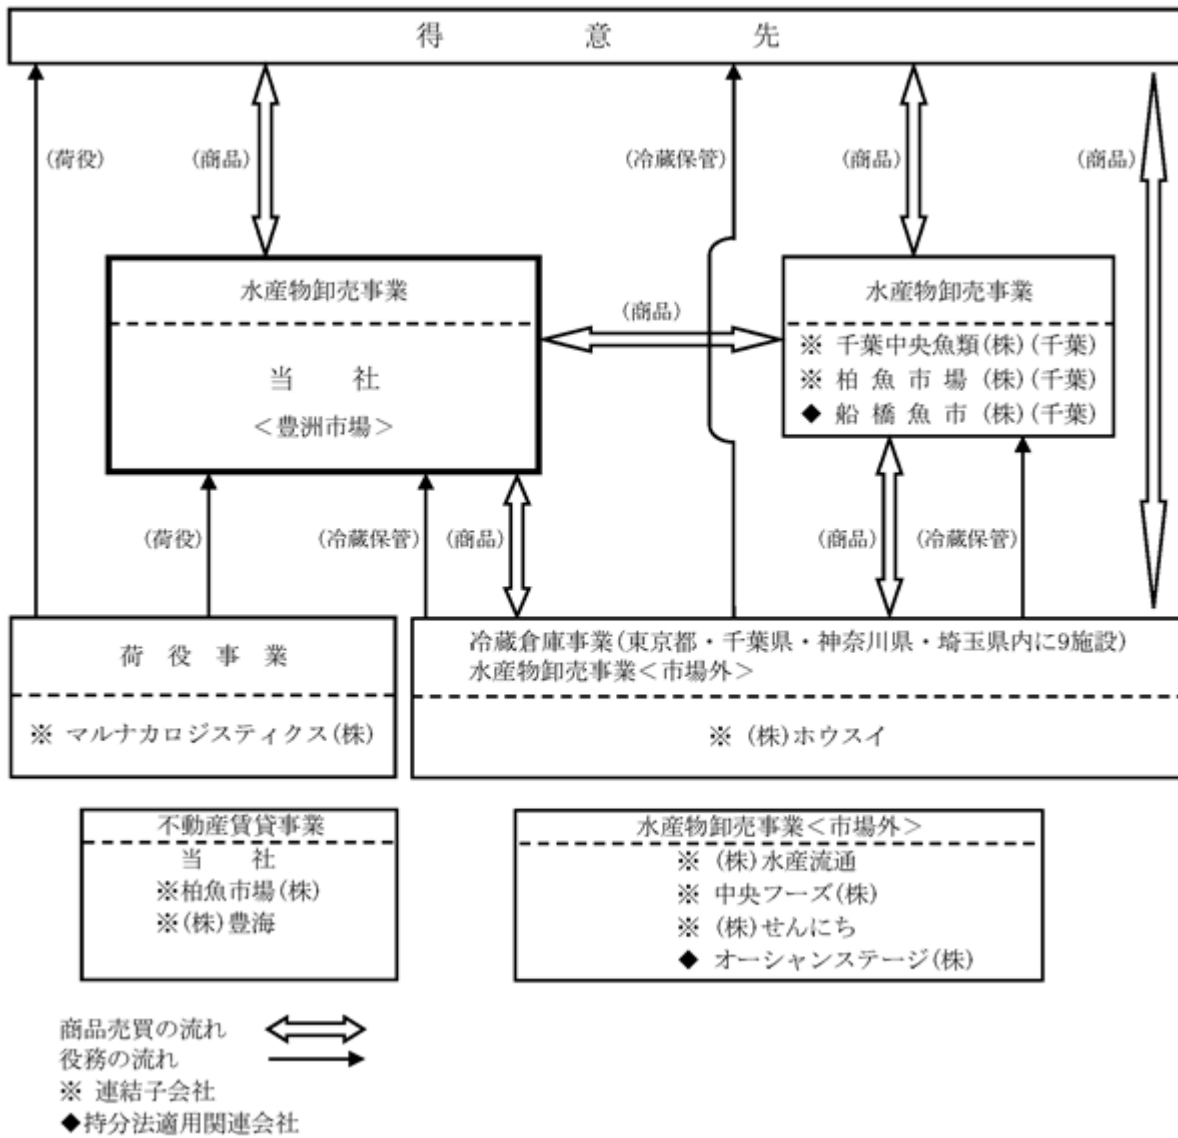 得 意 先
(荷役)
(商品)
(冷蔵保管)
(商品)
(商品)
水産物卸売事業
当 社
<豊洲市場>
(商品)
水産物卸売事業
※ 千葉中央魚類(株)(千葉)
※ 柏魚市場(株)(千葉)
◆ 船橋魚市(株)(千葉)
(荷役)
(冷蔵保管)
(商品)
(商品)
(冷蔵保管)
荷役事業
※ マルナカロジスティクス(株)
冷蔵倉庫事業(東京都・千葉県・神奈川県・埼玉県内に9施設)
水産物卸売事業<市場外>
※ (株)ホウスイ
不動産賃貸事業
当 社
※柏魚市場(株)
※(株)豊海
水産物卸売事業<市場外>
※ (株)水産流通
※ 中央フーズ(株)
※ (株)せんにち
◆ オーシャンステージ(株)
商品売買の流れ
役務の流れ
※ 連結子会社
◆持分法適用関連会社